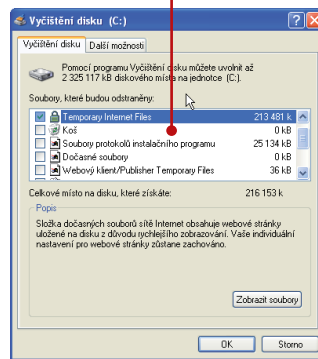 Vyčištění disku (C:)
Vyčištění disku Další možnosti
Pomocí programu Vyčištění disku můžete uvolnit až
2 325 117 kB diskového místa na jednotce (C:).
Soubory, které budou odstraněny:
Temporary Internet Files 213 481 k
Koš 0 kB
Soubory protokolů instalačního programu 25 134 kB
Dočasné soubory 0 kB
Webový klient/Publisher Temporary Files 36 kB
Celkové místo na disku, které získáte: 216 153 k
Popis
Složka dočasných souborů sítě Internet obsahuje webové stránky
uložené na disku z důvodu rychlejšího zobrazování. Vaše individuální
nastavení pro webové stránky zůstane zachováno.
Zobrazit soubory
OK Storno